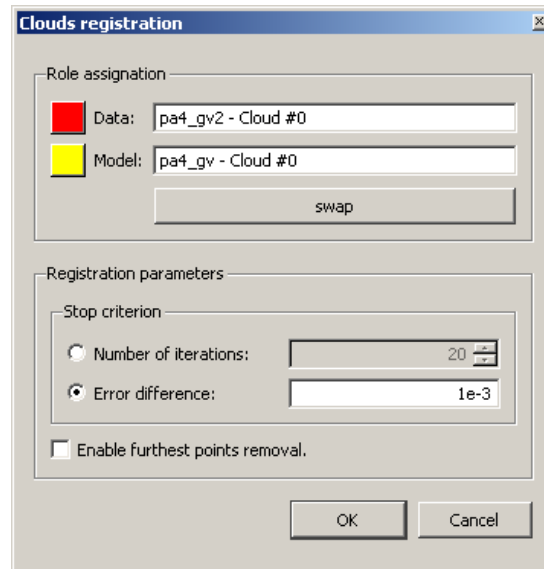 Clouds registration
Role assignation
Data: pa4_gv2 - Cloud #0
Model: pa4_gv - Cloud #0
swap
Registration parameters
Stop criterion
Number of iterations: 20
Error difference: 1e-3
Enable furthest points removal.
OK Cancel